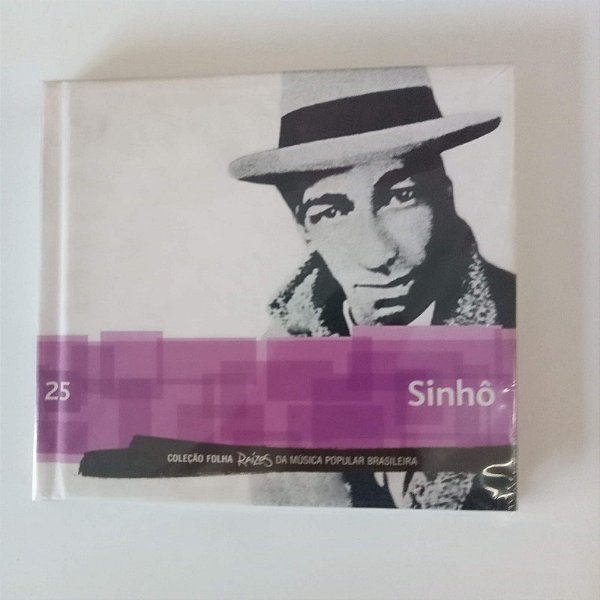 25
Sinhô
COLEÇÃO FOLHA RAÍZES DA MÚSICA POPULAR BRASILEIRA